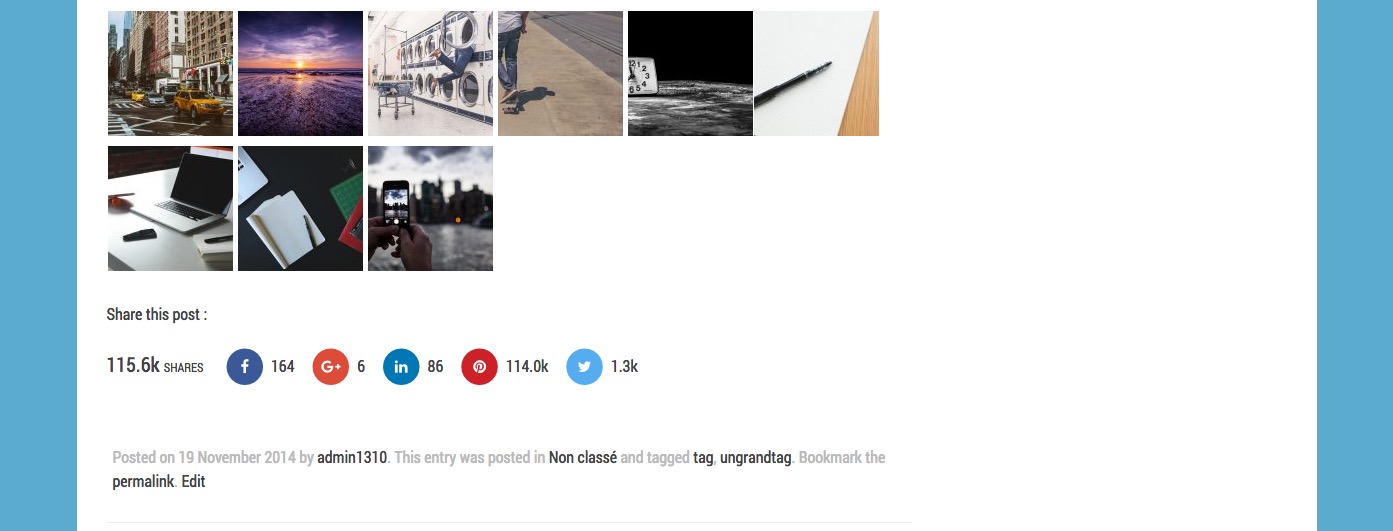 Share this post :
115.6k SHARES 164 6 86 114.0k 1.3k
Posted on 19 November 2014 by admin1310. This entry was posted in Non classé and tagged tag, ungrandtag. Bookmark the
permalink. Edit